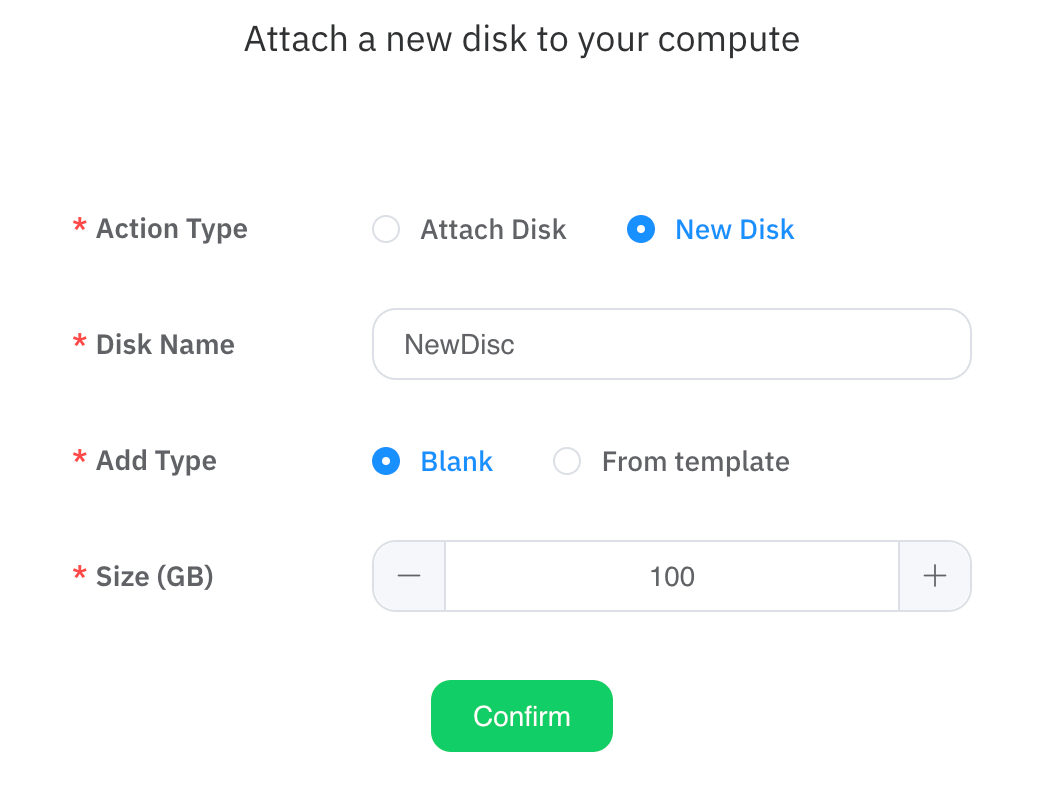 Attach a new disk to your compute
* Action Type Attach Disk New Disk
* Disk Name NewDisc
* Add Type Blank From template
* Size (GB) — 100 +
Confirm